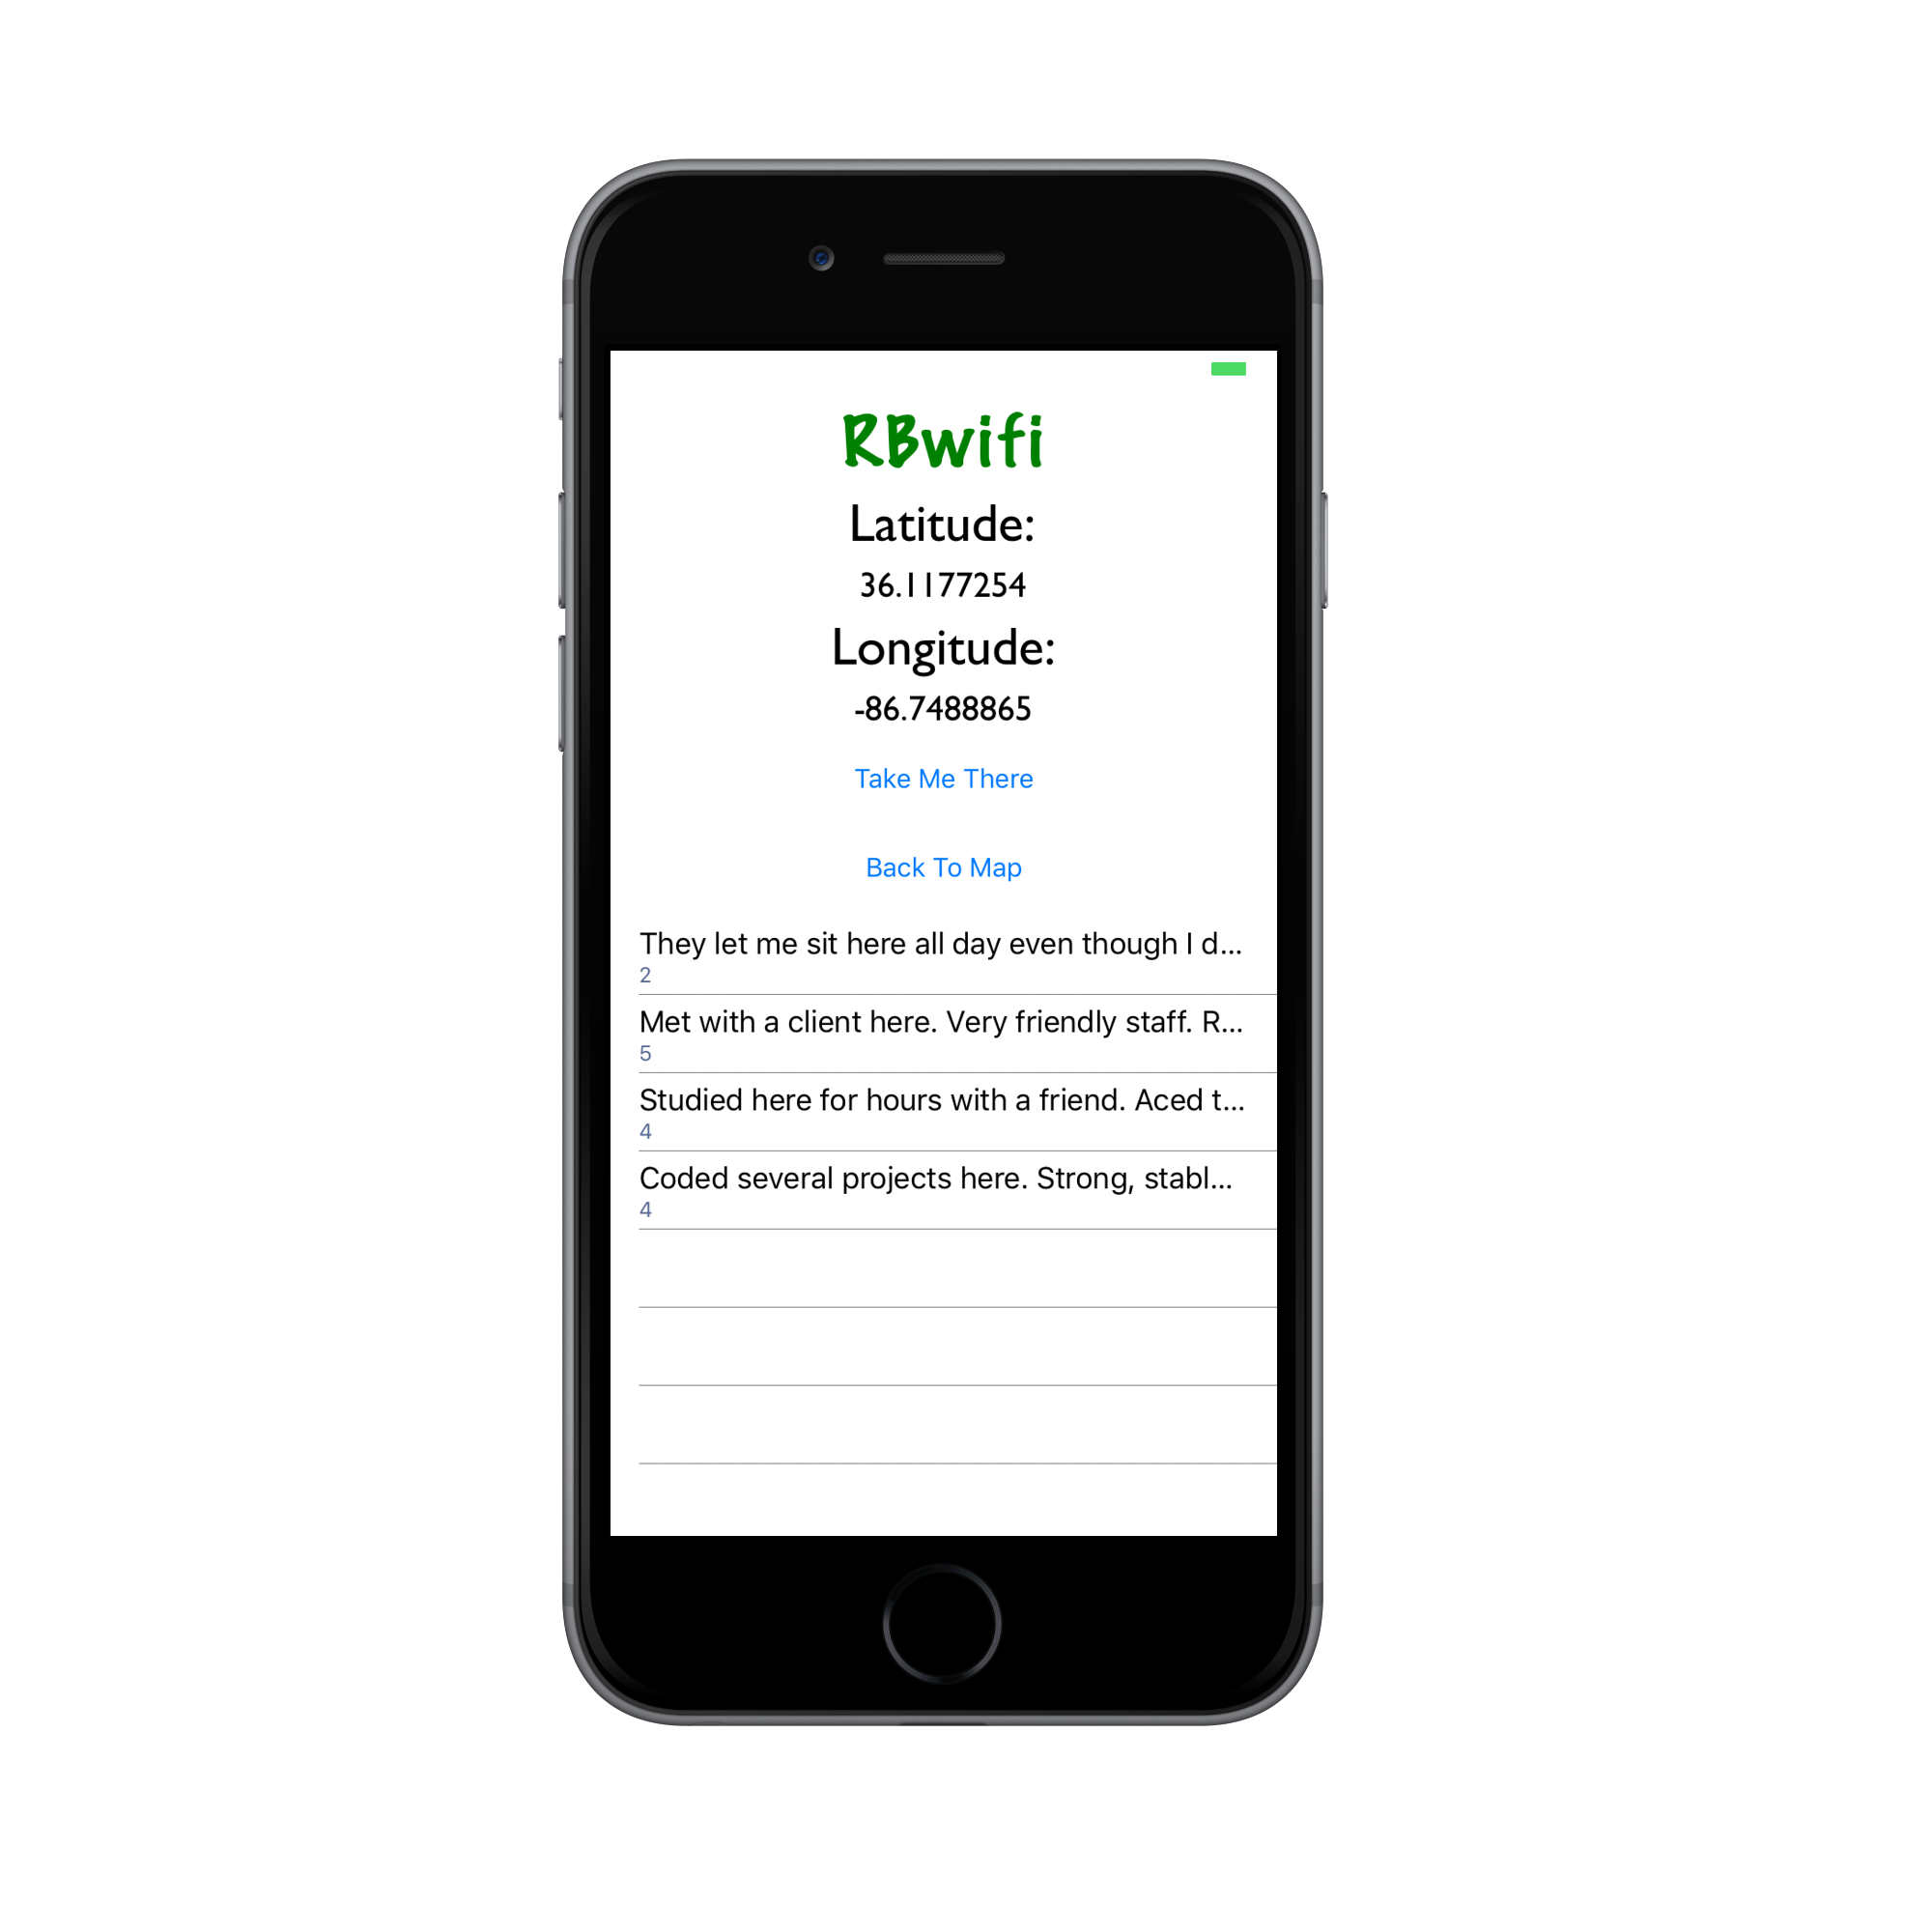 RBwifi
Latitude:
36.1177254
Longitude:
-86.7488865
Take Me There
Back To Map
They let me sit here all day even though I d...
2
Met with a client here. Very friendly staff. R...
5
Studied here for hours with a friend. Aced t...
4
Coded several projects here. Strong, stabl...
4